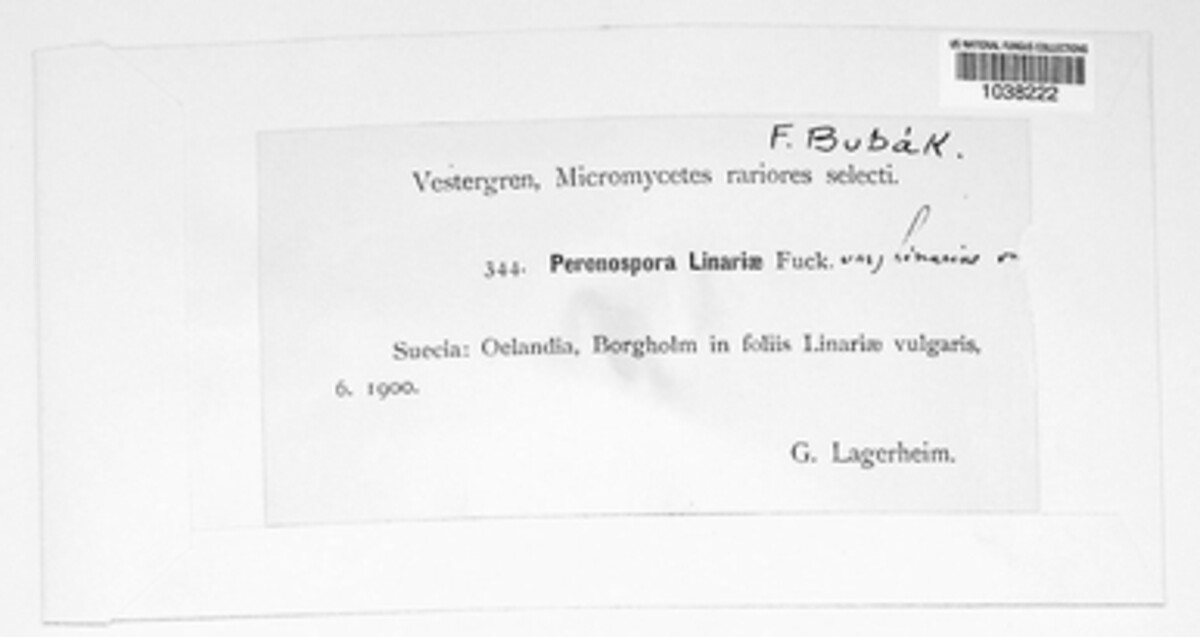 US NATIONAL FUNGUS COLLECTIONS
1038222
F. Bubák.
Vestergren, Micromycetes rariores selecti.
344. Perenospora Linariæ Fuck.
Suecia: Oelandia, Borgholm in foliis Linariæ vulgaris,
6. 1900.
G. Lagerheim.